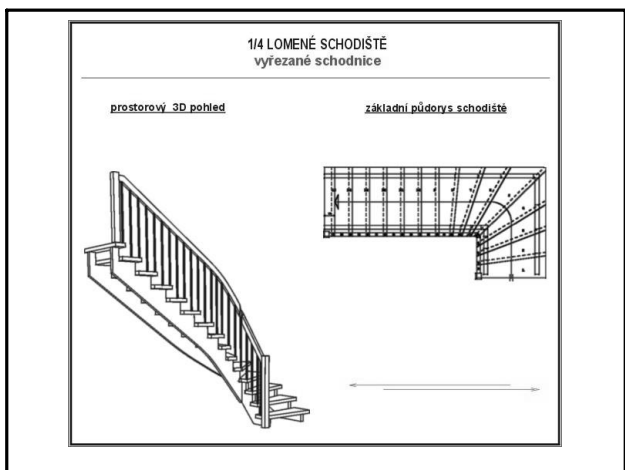 1/4 LOMENÉ SCHODIŠTĚ
vyřezané schodnice
prostorový 3D pohled
základní půdorys schodiště